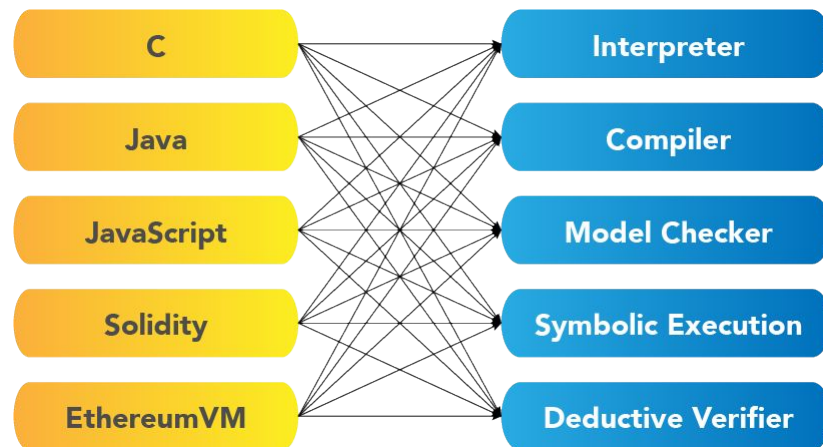 C
Interpreter
Java
Compiler
JavaScript
Model Checker
Solidity
Symbolic Execution
EthereumVM
Deductive Verifier